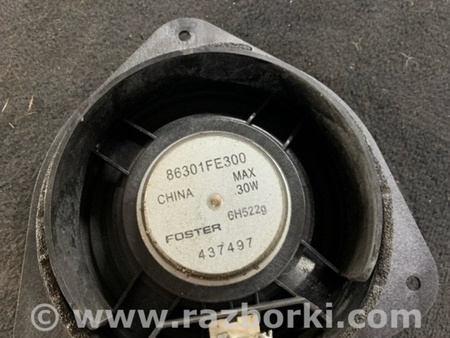 86301FE300
CHINA
MAX
30W
FOSTER
6H522g
437497
© www.razborki.com